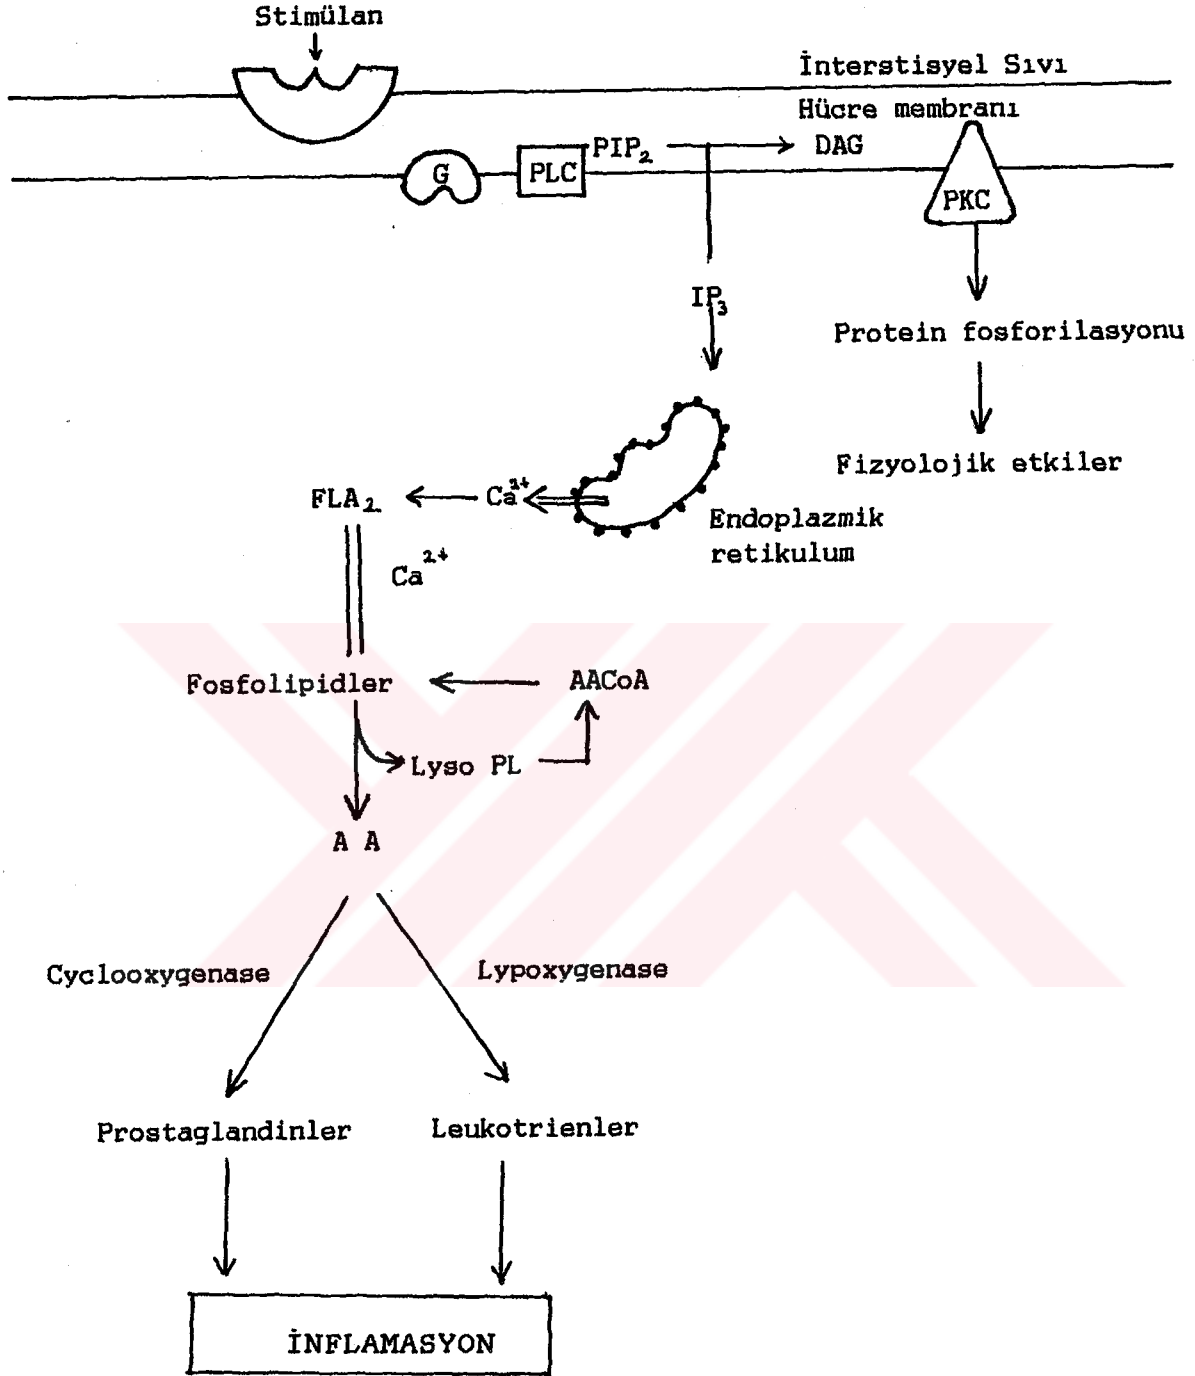 Stimülan
İnterstisyel Sıvı
Hücre membranı
G
PLC
PIP₂
DAG
PKC
IP₃
Protein fosforilasyonu
Fizyolojik etkiler
FLA₂
Ca²⁺
Endoplazmik
retikulum
Ca²⁺
Fosfolipidler
AACoA
Lyso PL
A A
Cyclooxygenase
Lypoxygenase
Prostaglandinler
Leukotrienler
İNFLAMASYON